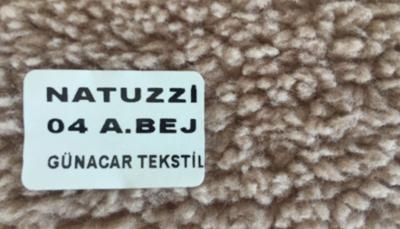 NATUZZİ
04 A.BEJ
GÜNACAR TEKSTİL